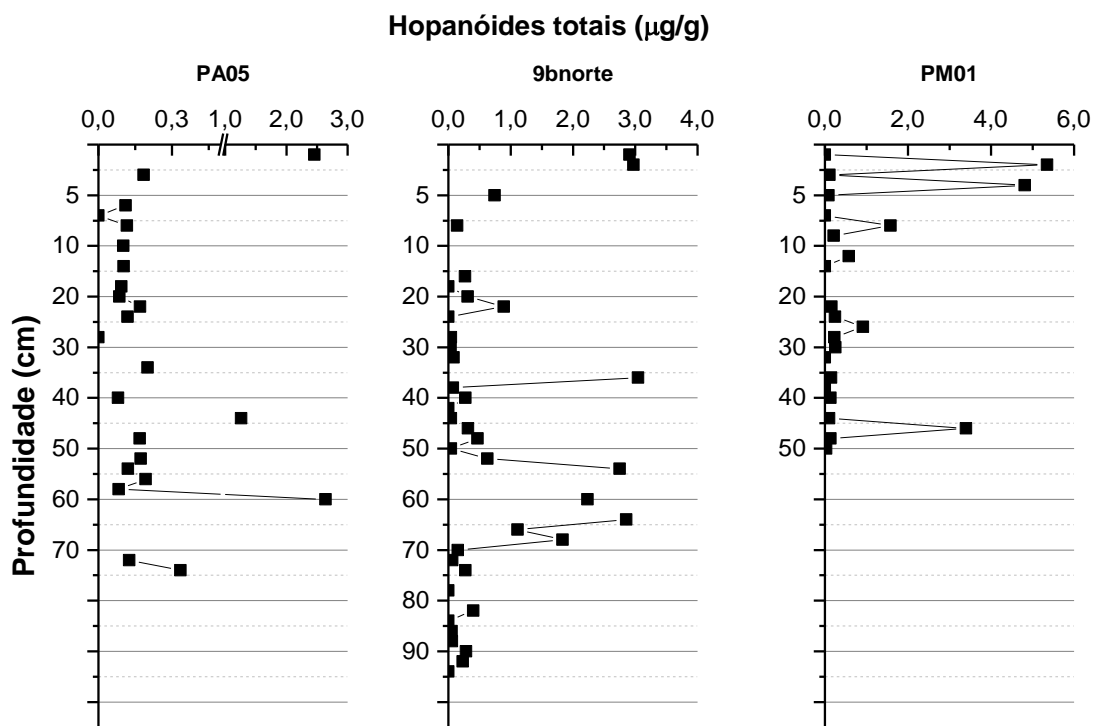 Hopanóides totais (μg/g)
PA05 9bnorte PM01
0,0 0,3 1,0 2,0 3,0 0,0 1,0 2,0 3,0 4,0 0,0 2,0 4,0 6,0
Profundidade (cm)
5 5 5
10 10 10
20 20 20
30 30 30
40 40 40
50 50 50
60 60
70 70
80 80
90